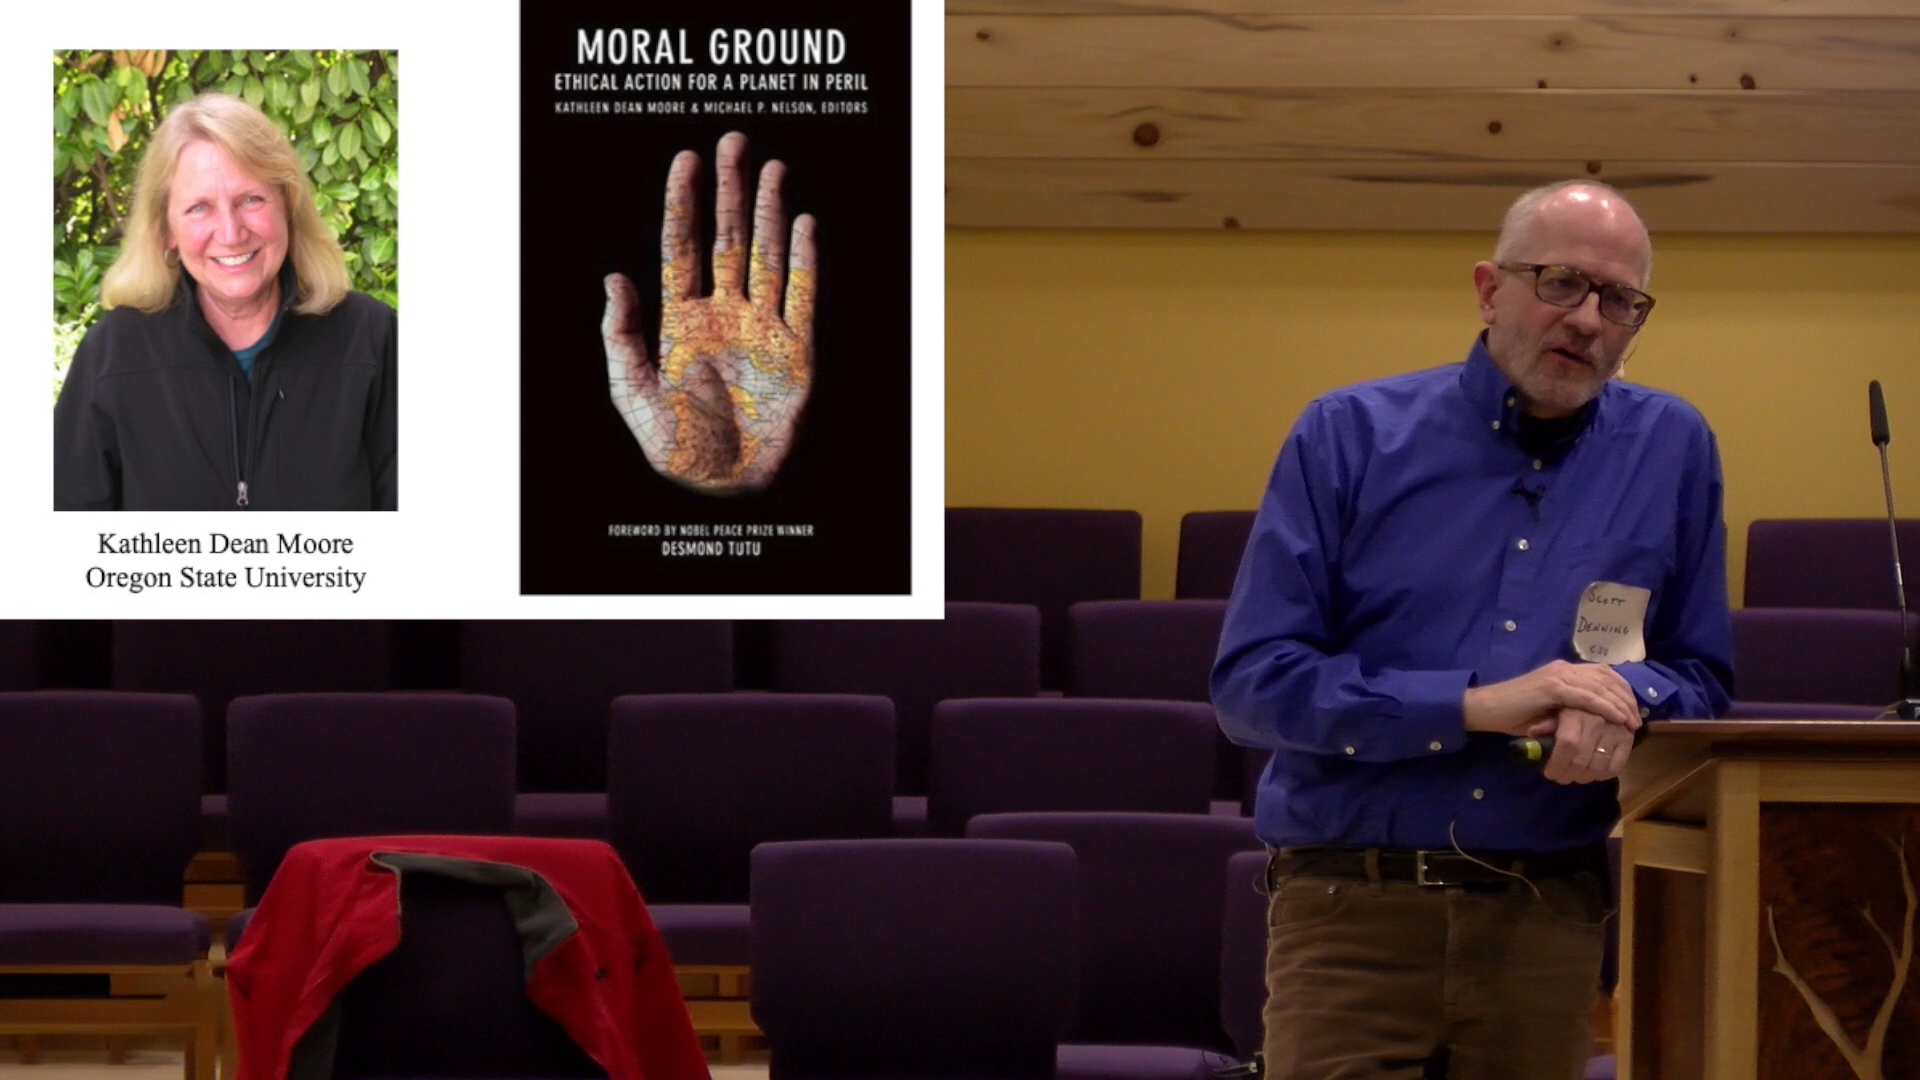 MORAL GROUND
ETHICAL ACTION FOR A PLANET IN PERIL
KATHLEEN DEAN MOORE & MICHAEL P. NELSON, EDITORS
FOREWORD BY NOBEL PEACE PRIZE WINNER
DESMOND TUTU
Kathleen Dean Moore
Oregon State University
SCOTT
DENNING